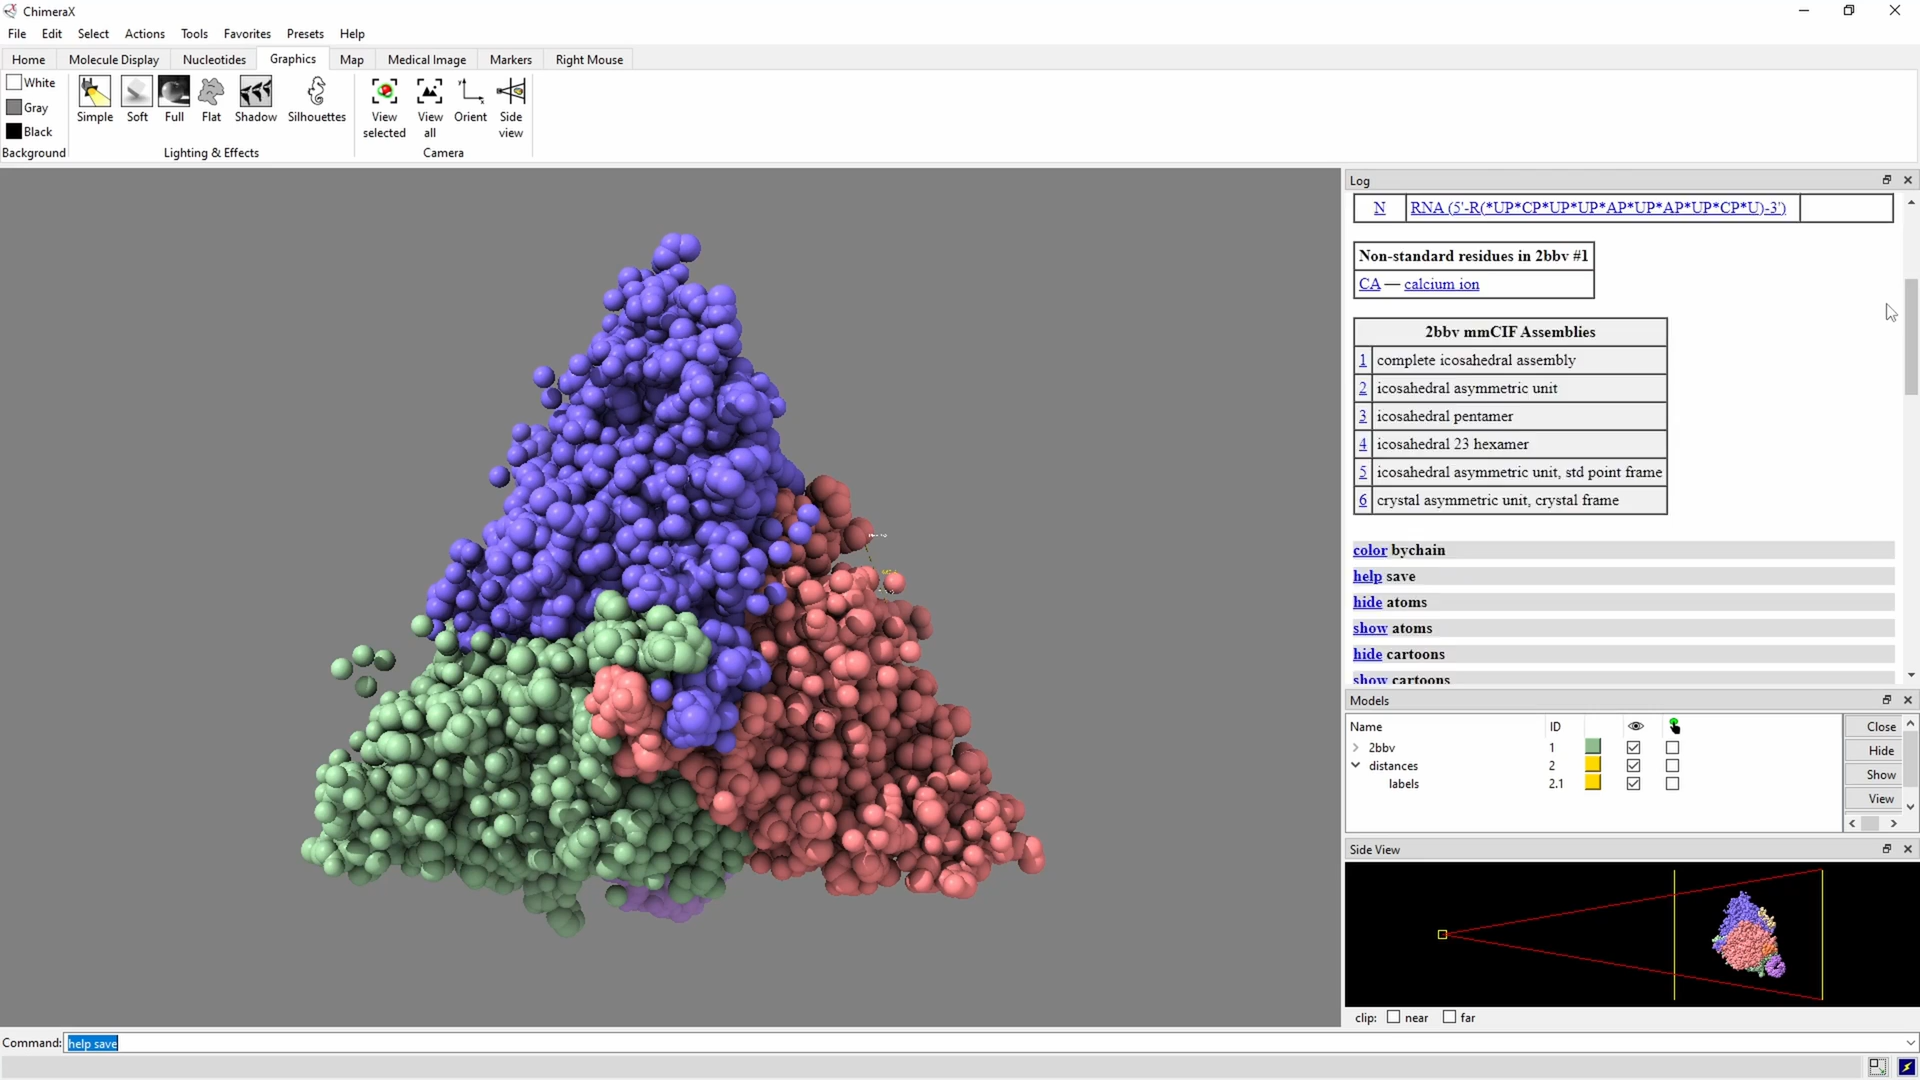 ChimeraX
File Edit Select Actions Tools Favorites Presets Help
Home Molecule Display Nucleotides Graphics Map Medical Image Markers Right Mouse
White
Gray
Black
Background
Simple Soft Full Flat Shadow Silhouettes
Lighting & Effects
View selected View all Orient Side view
Camera
Log
N RNA (5'-R(*UP*CP*UP*UP*AP*UP*AP*UP*CP*U)-3')
Non-standard residues in 2bbv #1
CA — calcium ion
2bbv mmCIF Assemblies
1 complete icosahedral assembly
2 icosahedral asymmetric unit
3 icosahedral pentamer
4 icosahedral 23 hexamer
5 icosahedral asymmetric unit, std point frame
6 crystal asymmetric unit, crystal frame
color bychain
help save
hide atoms
show atoms
hide cartoons
show cartoons
Models
Name ID
2bbv 1
distances 2
labels 2.1
Close
Hide
Show
View
Side View
clip: near far
Command: help save